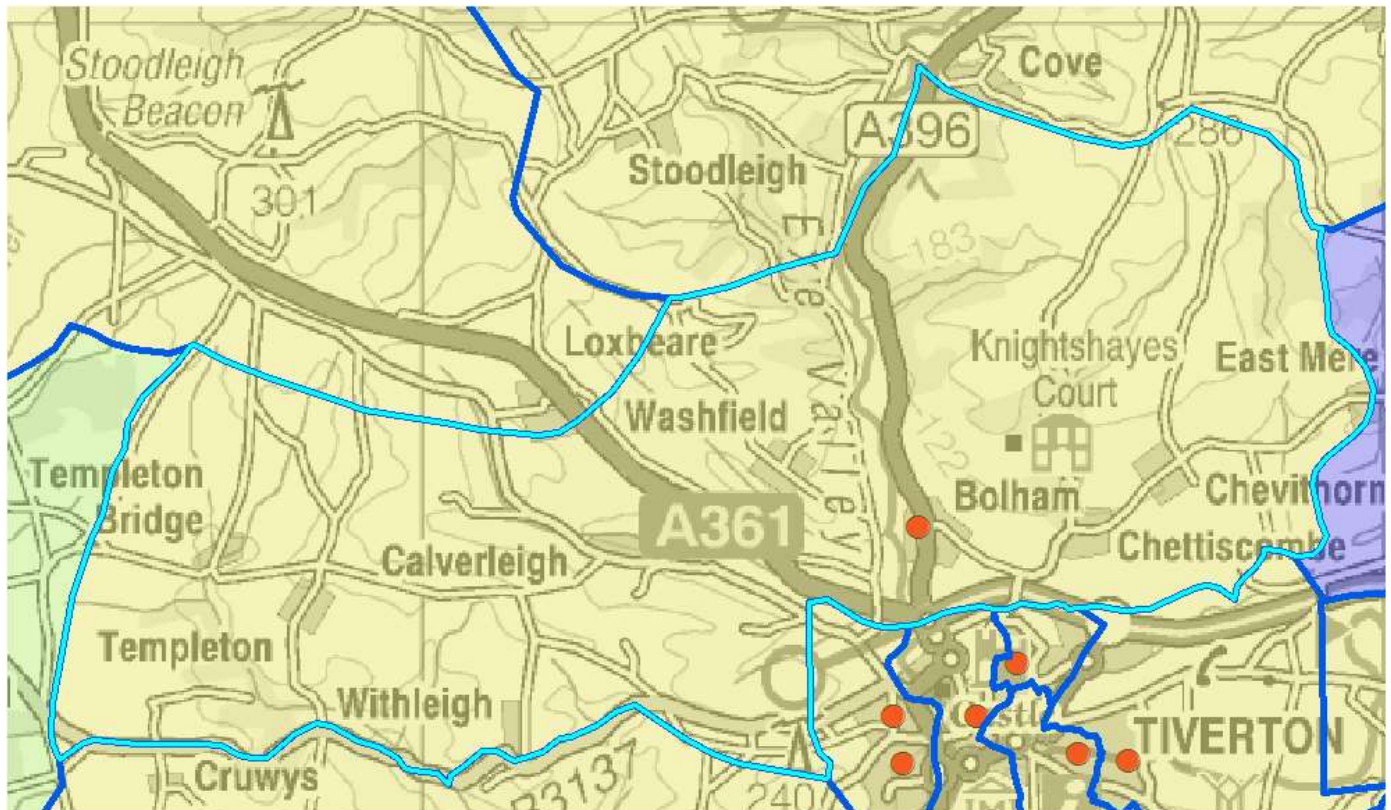 Stoodleigh
Beacon
Cove
A396
286
Stoodleigh
301
Exe Valley
183
Knightshayes
Court
East Mere
Loxbeare
Washfield
123
Templeton
Bridge
Bolham
Chevithorn
A361
Chettiscombe
Calverleigh
Templeton
Withleigh
TIVERTON
Cruwys
B3137
240